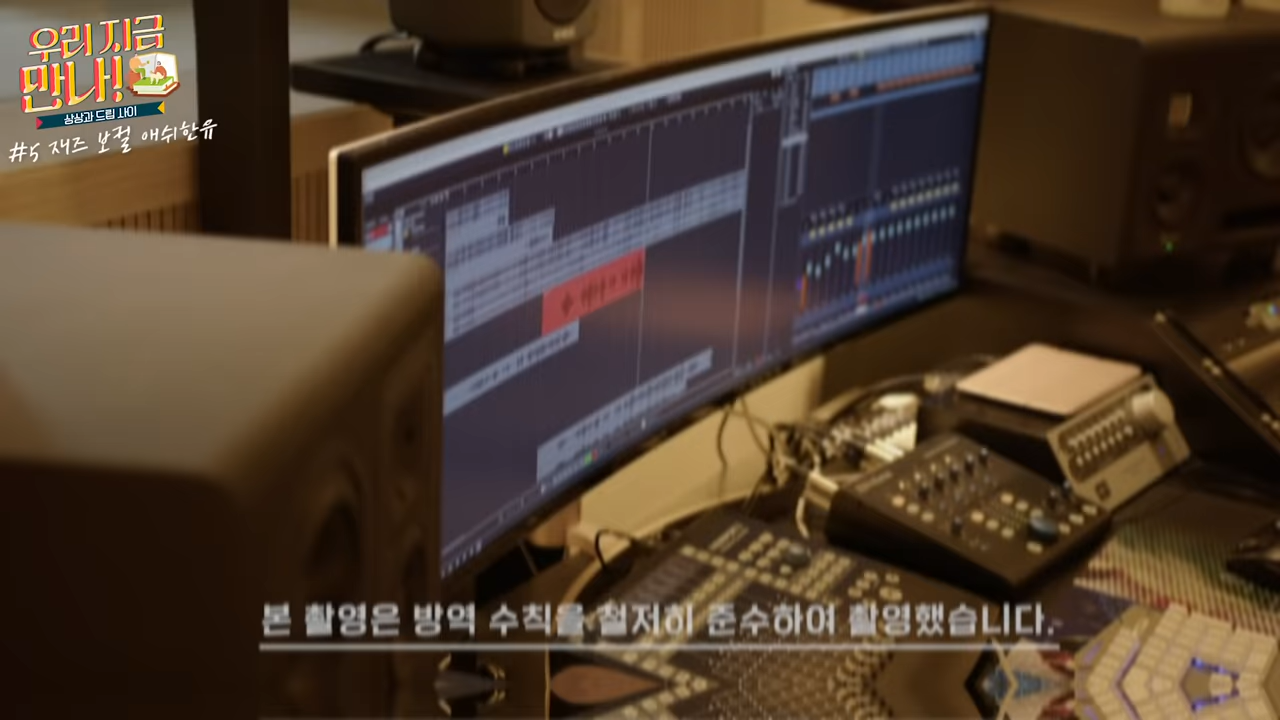 우리 지금
만나!
상상과 드립 사이
#5 재즈 보컬 애쉬한유
본 촬영은 방역 수칙을 철저히 준수하여 촬영했습니다.